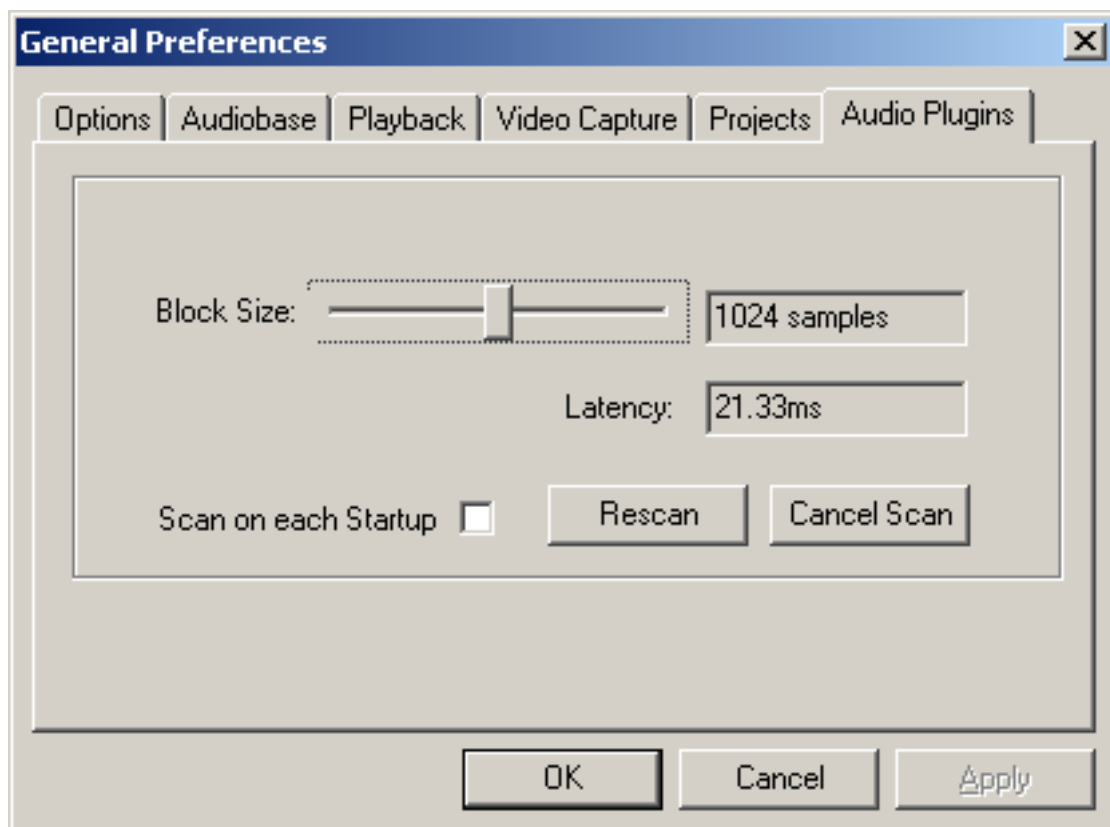 General Preferences
Options Audiobase Playback Video Capture Projects Audio Plugins
Block Size: 1024 samples
Latency: 21.33ms
Scan on each Startup Rescan Cancel Scan
OK Cancel Apply